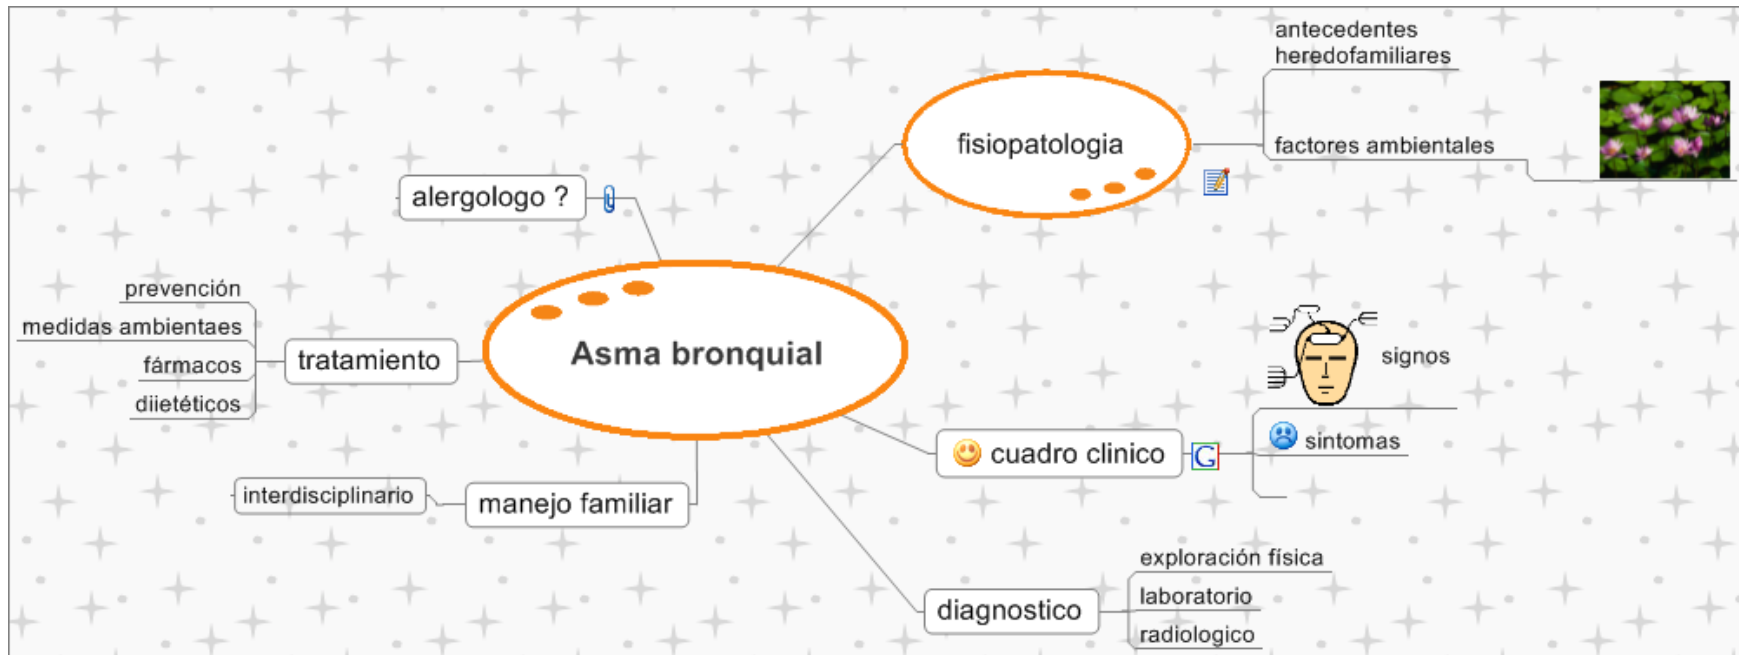 Asma bronquial
fisiopatologia
antecedentes
heredofamiliares
factores ambientales
cuadro clinico
G
signos
sintomas
diagnostico
exploración física
laboratorio
radiologico
manejo familiar
interdisciplinario
tratamiento
prevención
medidas ambientaes
fármacos
diietéticos
alergologo ?